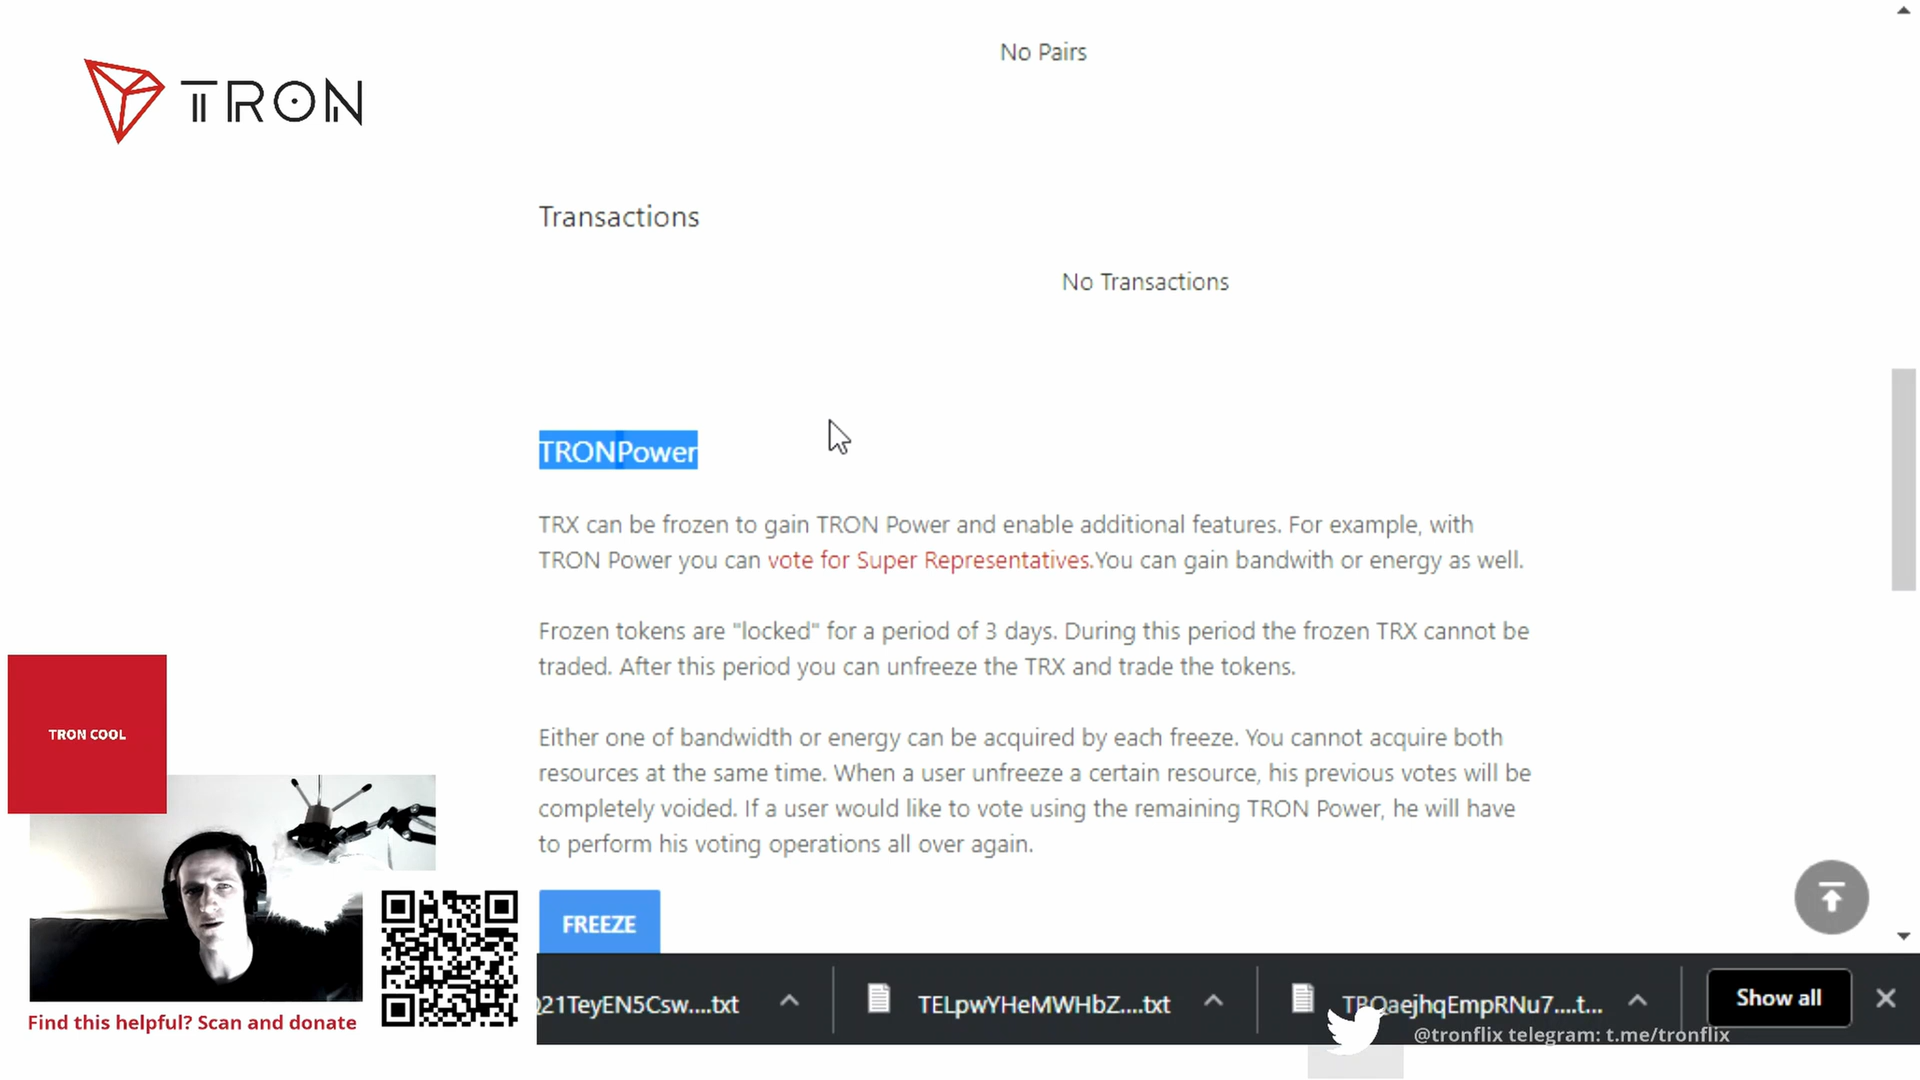 No Pairs
TRON
Transactions
No Transactions
TRONPower
TRX can be frozen to gain TRON Power and enable additional features. For example, with
TRON Power you can vote for Super Representatives.You can gain bandwith or energy as well.
Frozen tokens are "locked" for a period of 3 days. During this period the frozen TRX cannot be
traded. After this period you can unfreeze the TRX and trade the tokens.
Either one of bandwidth or energy can be acquired by each freeze. You cannot acquire both
resources at the same time. When a user unfreeze a certain resource, his previous votes will be
completely voided. If a user would like to vote using the remaining TRON Power, he will have
to perform his voting operations all over again.
TRON COOL
FREEZE
Find this helpful? Scan and donate
21TeyEN5Csw....txt
TELpwYHeMWHbZ....txt
TRQaejhqEmpRNu7....t...
Show all
@tronflix telegram: t.me/tronflix